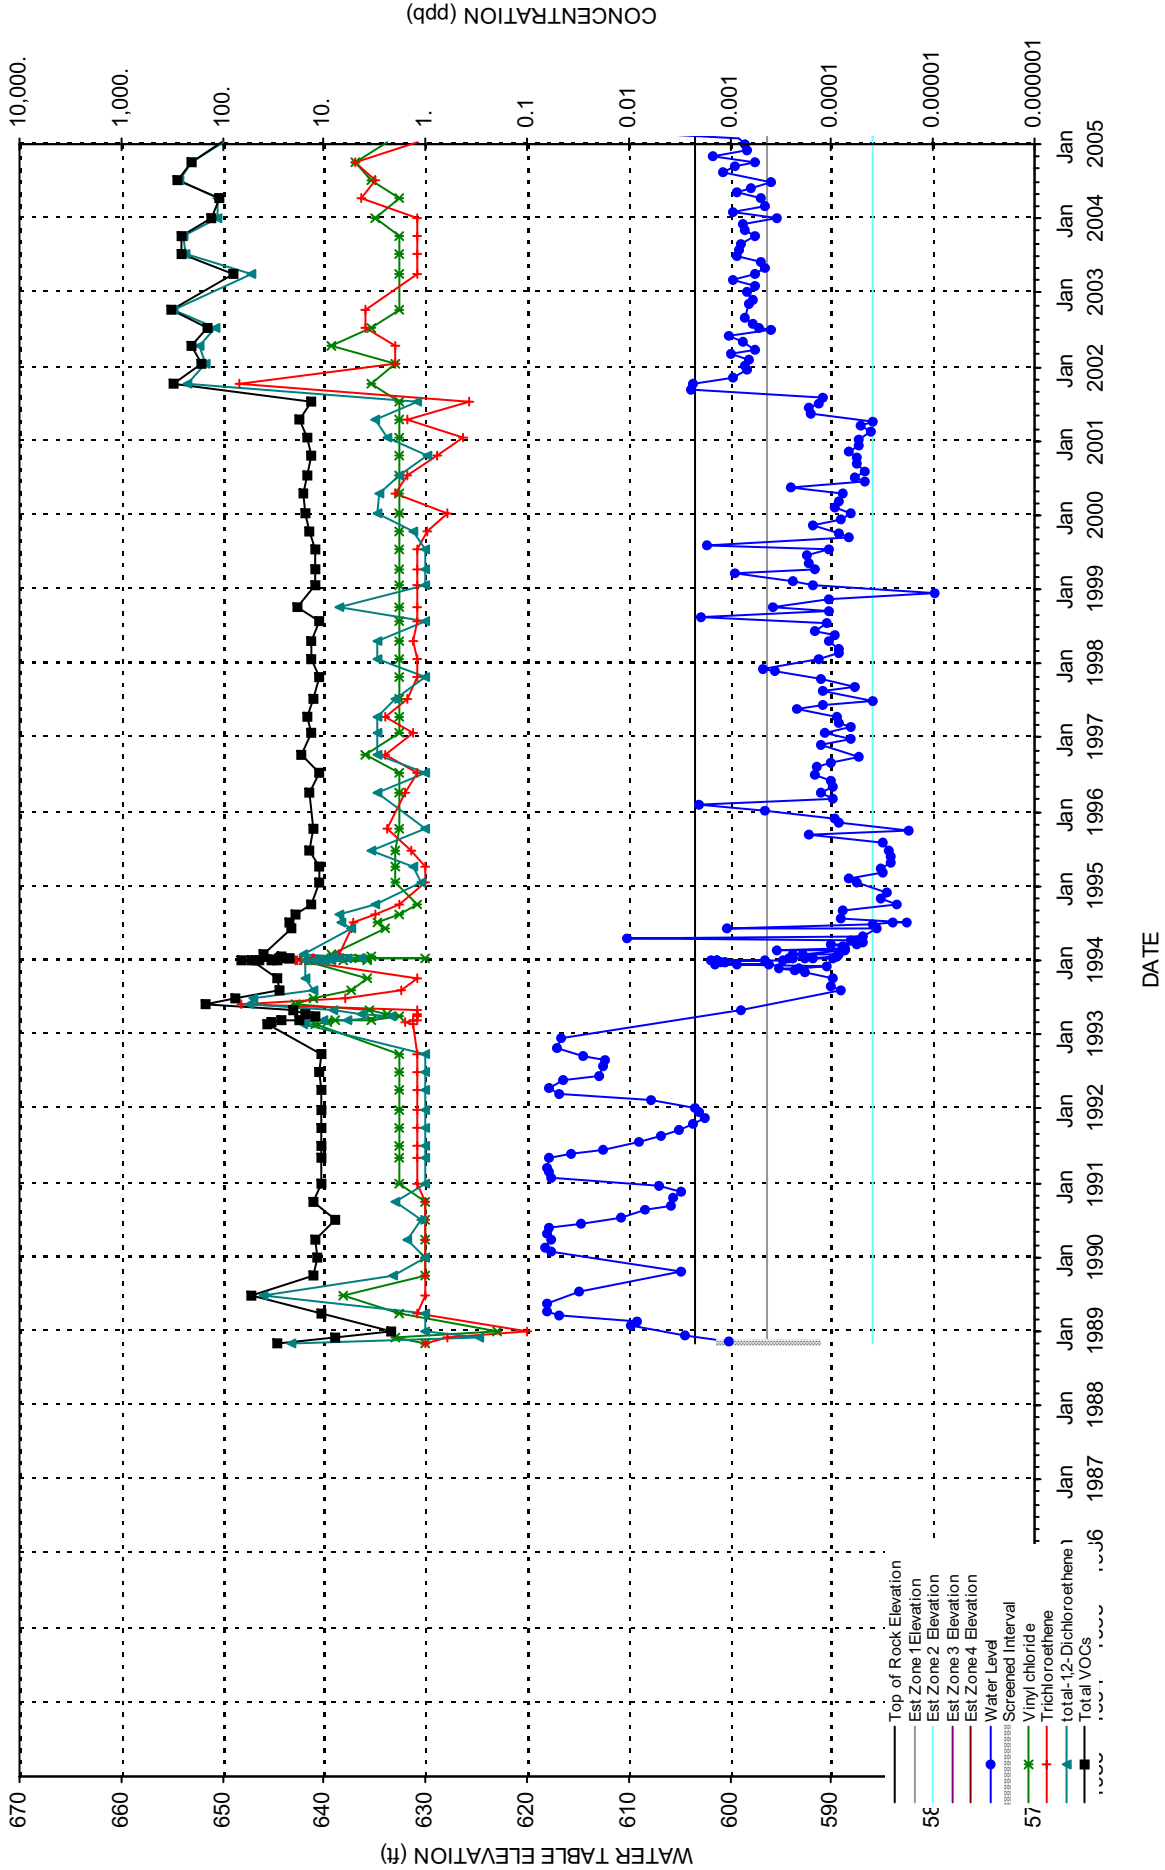 CONCENTRATION (ppb)
10,000.
1,000.
100.
10.
1.
0.1
0.01
0.001
0.0001
0.00001
0.000001
WATER TABLE ELEVATION (ft)
670
660
650
640
630
620
610
600
590
58
57
Jan 1987
Jan 1988
Jan 1989
Jan 1990
Jan 1991
Jan 1992
Jan 1993
Jan 1994
Jan 1995
Jan 1996
Jan 1997
Jan 1998
Jan 1999
Jan 2000
Jan 2001
Jan 2002
Jan 2003
Jan 2004
Jan 2005
DATE
Top of Rock Elevation
Est Zone 1 Elevation
Est Zone 2 Elevation
Est Zone 3 Elevation
Est Zone 4 Elevation
Water Level
Screened Interval
Vinyl chloride
Trichloroethene
total-1,2-Dichloroethene
Total VOCs